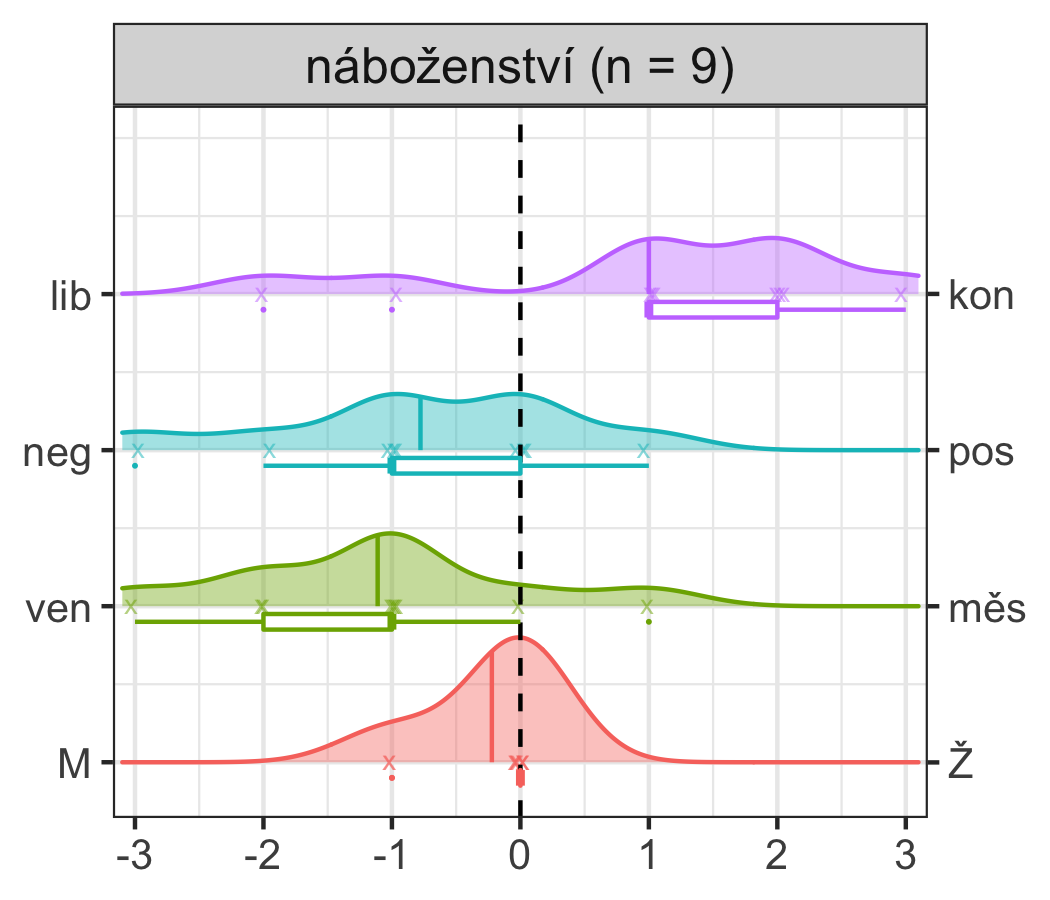 náboženství (n = 9)
lib kon
neg pos
ven měs
M Ž
-3 -2 -1 0 1 2 3